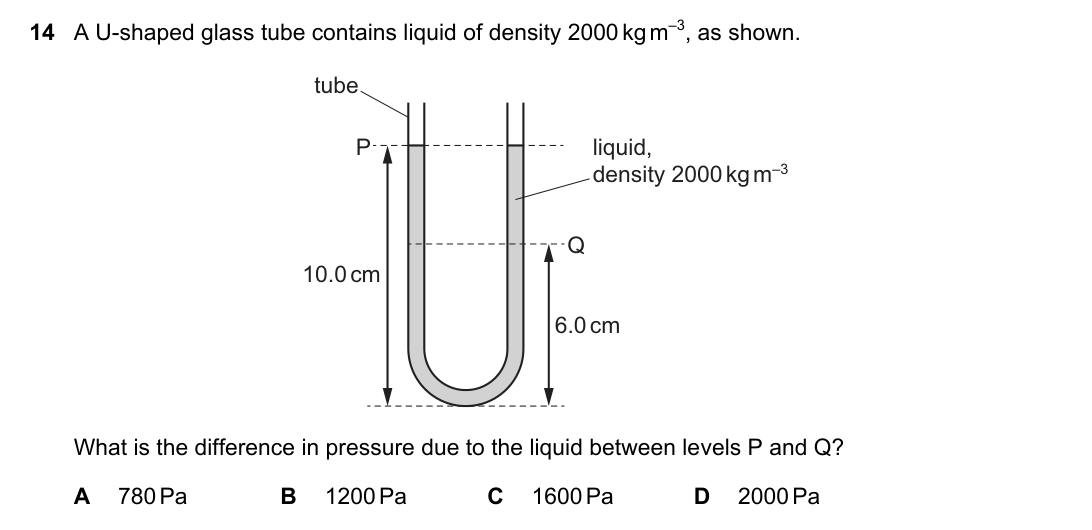 14 A U-shaped glass tube contains liquid of density 2000 kg m⁻³, as shown.
tube
P
liquid,
density 2000 kg m⁻³
Q
10.0 cm
6.0 cm
What is the difference in pressure due to the liquid between levels P and Q?
A 780 Pa B 1200 Pa C 1600 Pa D 2000 Pa